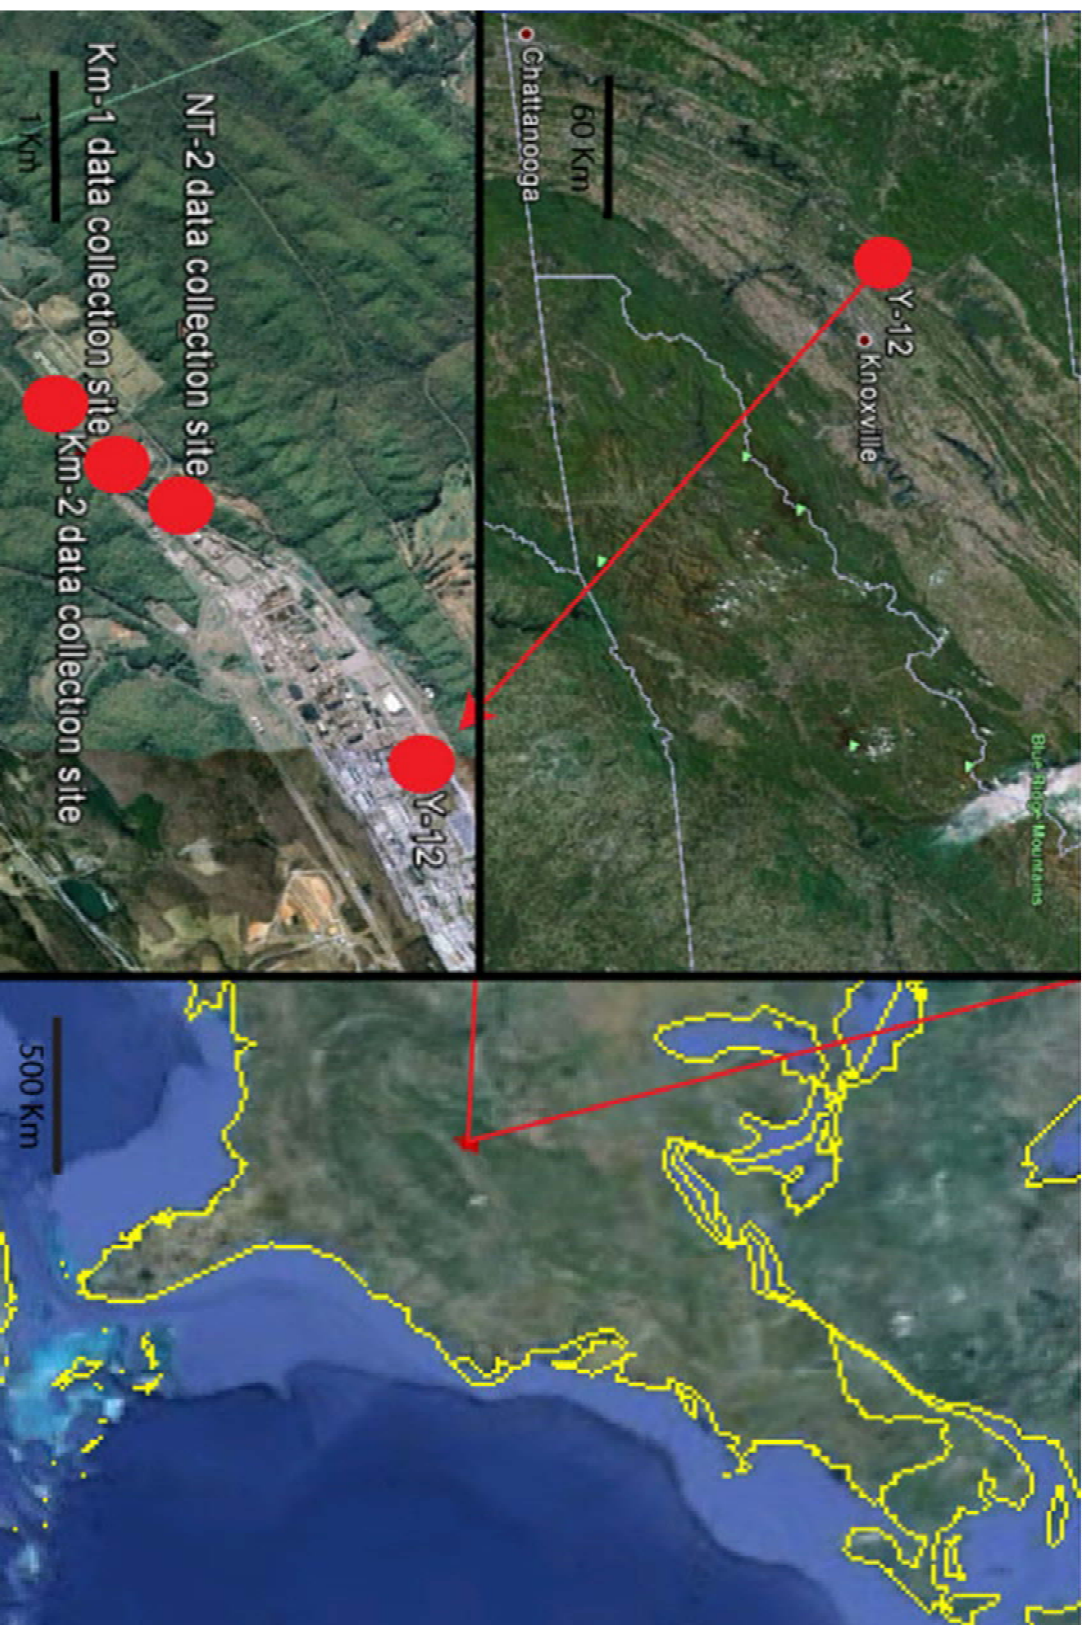 Chattanooga
60 Km
Y-12
Knoxville
Blue Ridge Mountains
NT-2 data collection site
Km-1 data collection site
Km-2 data collection site
1 Km
Y-12
500 Km